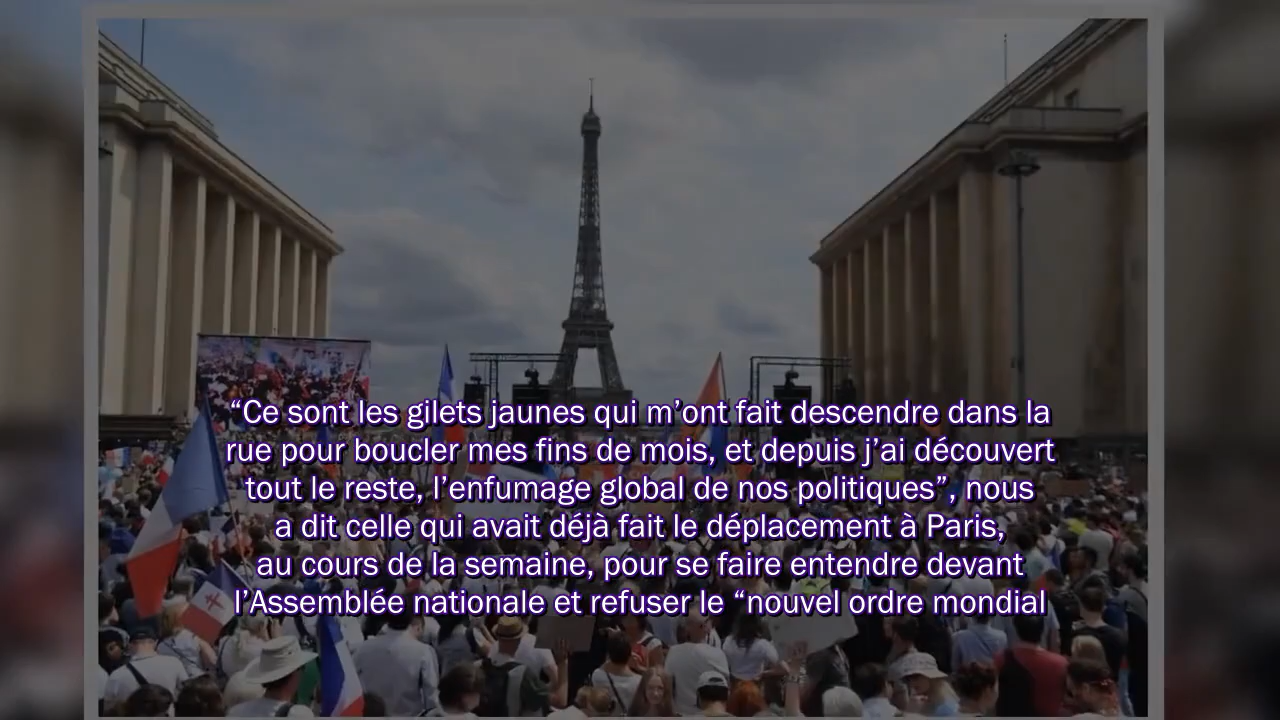 “Ce sont les gilets jaunes qui m’ont fait descendre dans la
rue pour boucler mes fins de mois, et depuis j’ai découvert
tout le reste, l’enfumage global de nos politiques”, nous
a dit celle qui avait déjà fait le déplacement à Paris,
au cours de la semaine, pour se faire entendre devant
l’Assemblée nationale et refuser le “nouvel ordre mondial